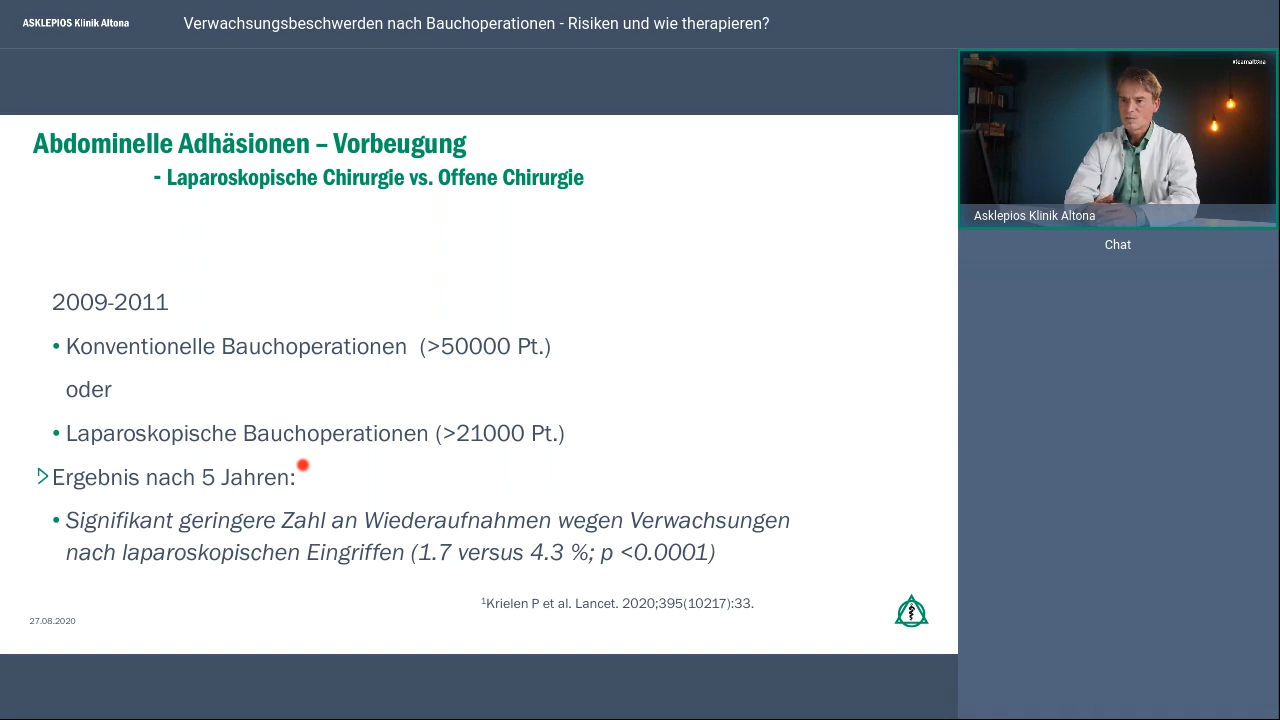 ASKLEPIOS Klinik Altona
Verwachsungsbeschwerden nach Bauchoperationen - Risiken und wie therapieren?
#teamaltona
Abdominelle Adhäsionen – Vorbeugung
- Laparoskopische Chirurgie vs. Offene Chirurgie
Asklepios Klinik Altona
Chat
2009-2011
• Konventionelle Bauchoperationen (>50000 Pt.)
oder
• Laparoskopische Bauchoperationen (>21000 Pt.)
Ergebnis nach 5 Jahren:
• Signifikant geringere Zahl an Wiederaufnahmen wegen Verwachsungen
nach laparoskopischen Eingriffen (1.7 versus 4.3 %; p <0.0001)
¹Krielen P et al. Lancet. 2020;395(10217):33.
27.08.2020